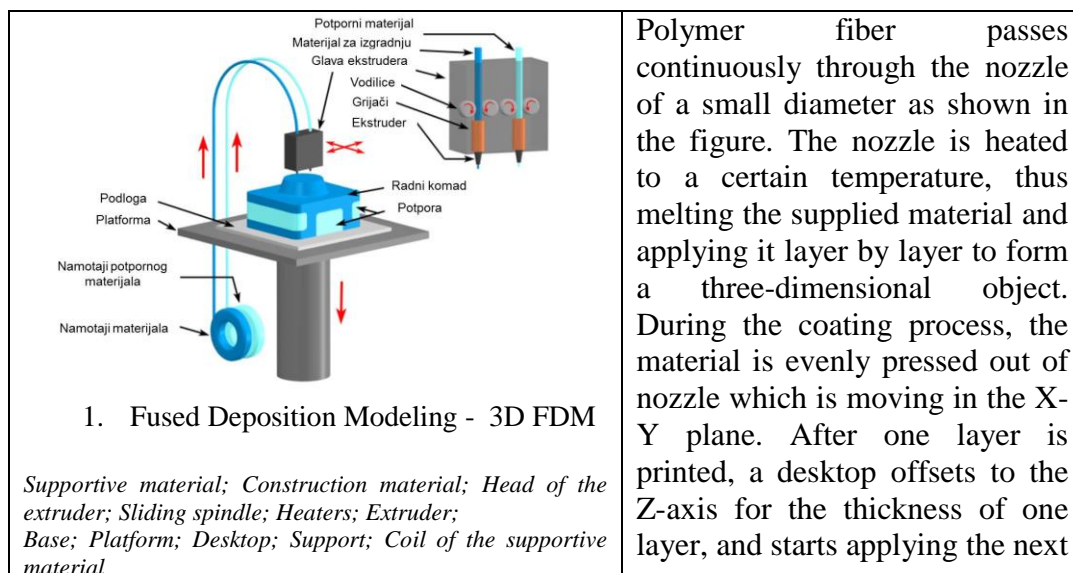 Potporni materijal
Materijal za izgradnju
Glava ekstrudera
Vodilice
Grijači
Ekstruder
Radni komad
Potpora
Podloga
Platforma
Namotaji potpornog
materijala
Namotaji materijala
1. Fused Deposition Modeling - 3D FDM
Supportive material; Construction material; Head of the
extruder; Sliding spindle; Heaters; Extruder;
Base; Platform; Desktop; Support; Coil of the supportive
material
Polymer fiber passes
continuously through the nozzle
of a small diameter as shown in
the figure. The nozzle is heated
to a certain temperature, thus
melting the supplied material and
applying it layer by layer to form
a three-dimensional object.
During the coating process, the
material is evenly pressed out of
nozzle which is moving in the X-
Y plane. After one layer is
printed, a desktop offsets to the
Z-axis for the thickness of one
layer, and starts applying the next